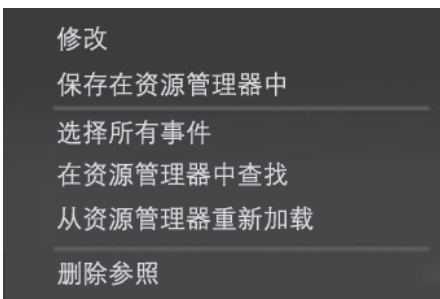 修改
保存在资源管理器中
选择所有事件
在资源管理器中查找
从资源管理器重新加载
删除参照